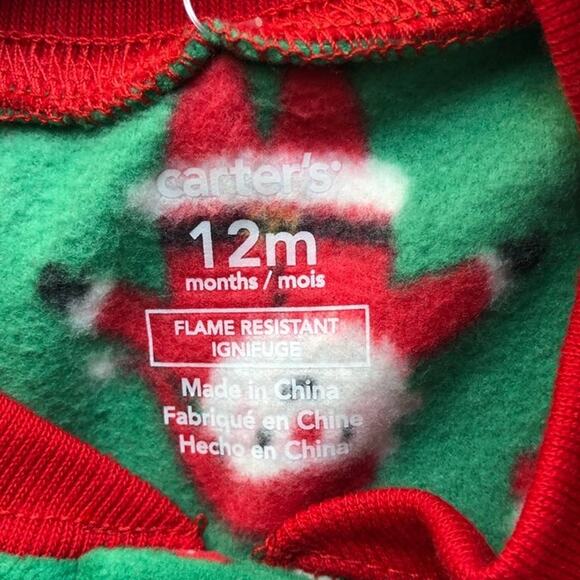 carter's
12m
months / mois
FLAME RESISTANT
IGNIFUGE
Made in China
Fabriqué en Chine
Hecho en China